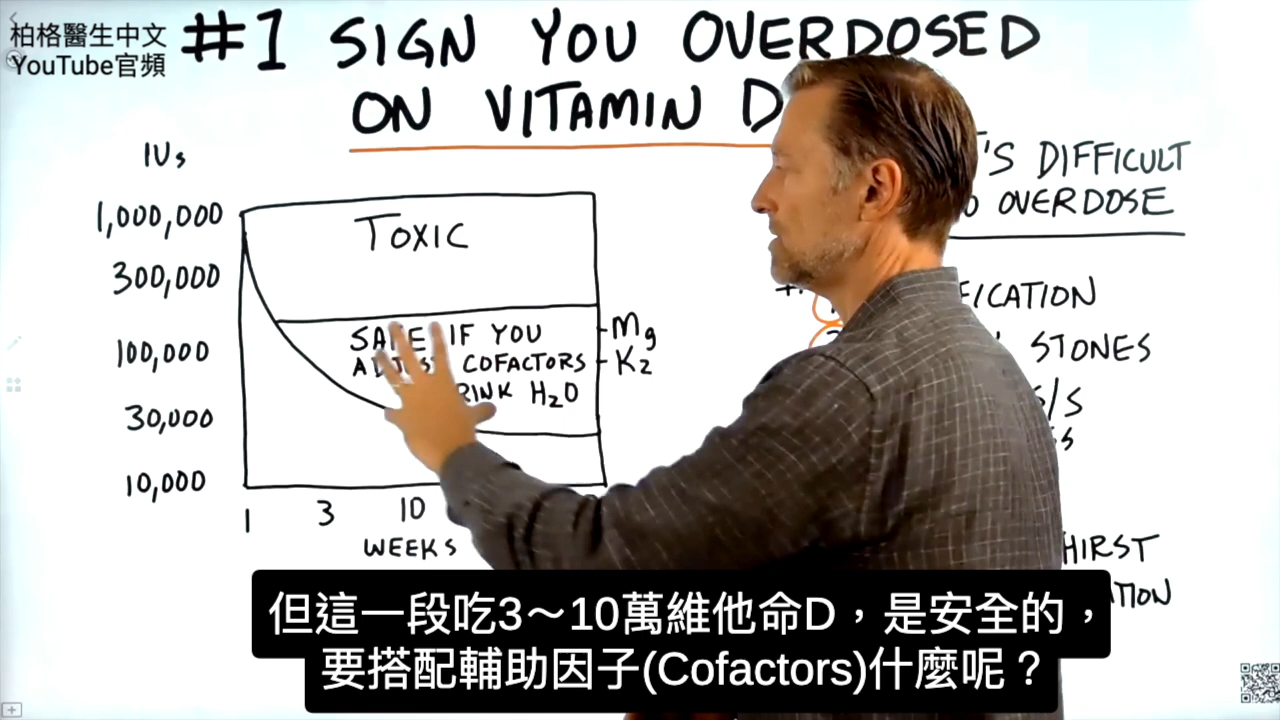 柏格醫生中文
YouTube官頻
#1 SIGN YOU OVERDOSED
ON VITAMIN D
IUs
1,000,000
300,000
100,000
30,000
10,000
TOXIC
SAFE IF YOU
COFACTORS
H2O
Mg
K2
1 3 10
WEEKS
DIFFICULT
OVERDOSE
STONES
但這一段吃3～10萬維他命D，是安全的，
要搭配輔助因子(Cofactors)什麼呢？